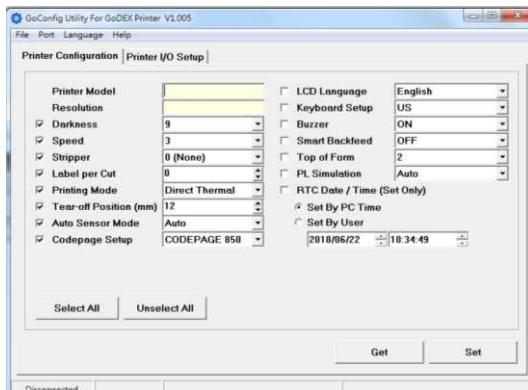 GoConfig Utility For GoDEX Printer V1.005
File Port Language Help
Printer Configuration Printer I/O Setup
Printer Model
Resolution
Darkness 9
Speed 3
Stripper 0 (None)
Label per Cut 0
Printing Mode Direct Thermal
Tear-off Position (mm) 12
Auto Sensor Mode Auto
Codepage Setup CODEPAGE 850
LCD Language English
Keyboard Setup US
Buzzer ON
Smart Backfeed OFF
Top of Form 2
PL Simulation Auto
RTC Date / Time (Set Only)
Set By PC Time
Set By User
2018/06/22 10:34:49
Select All Unselect All
Get Set
Disconnected